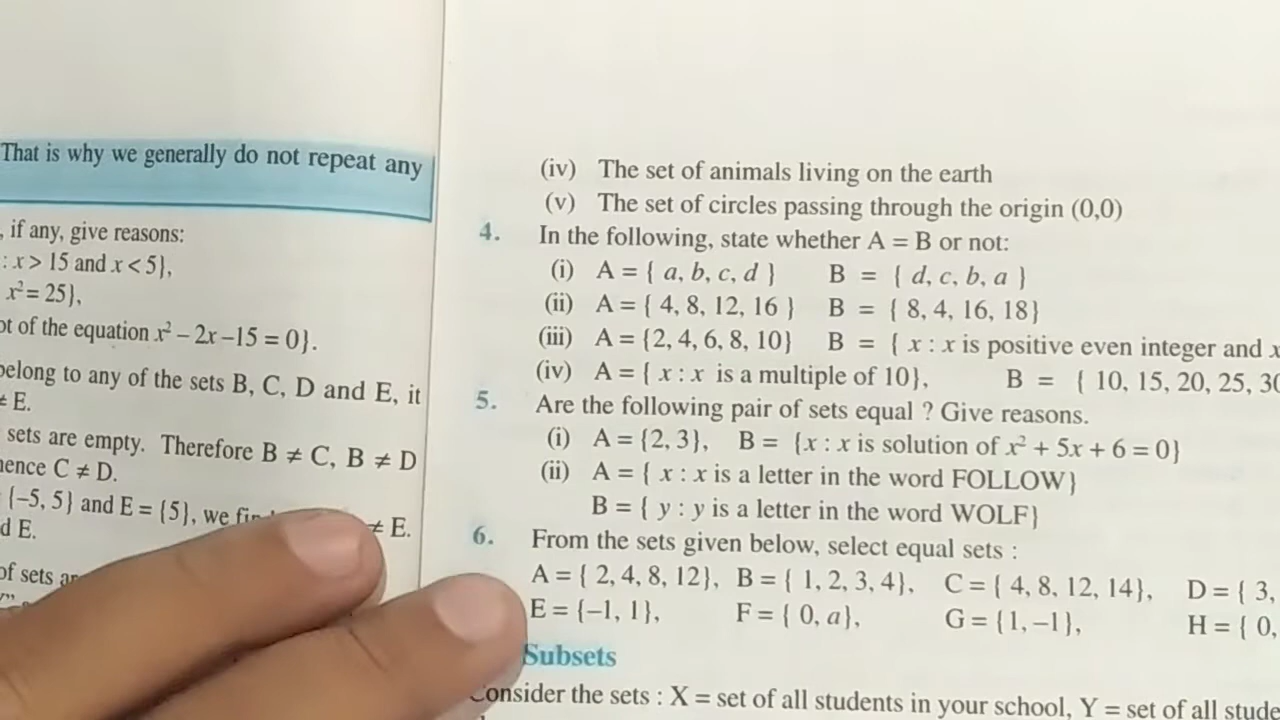 That is why we generally do not repeat any
, if any, give reasons:
: x > 15 and x < 5},
x² = 25},
ot of the equation x² – 2x –15 = 0}.
belong to any of the sets B, C, D and E, it
≠ E.
sets are empty. Therefore B ≠ C, B ≠ D
hence C ≠ D.
{–5, 5} and E = {5}, we
≠ E.
d E.
of sets
(iv) The set of animals living on the earth
(v) The set of circles passing through the origin (0,0)
4. In the following, state whether A = B or not:
(i) A = { a, b, c, d } B = { d, c, b, a }
(ii) A = { 4, 8, 12, 16 } B = { 8, 4, 16, 18}
(iii) A = {2, 4, 6, 8, 10} B = { x : x is positive even integer and x
(iv) A = { x : x is a multiple of 10}, B = { 10, 15, 20, 25, 30
5. Are the following pair of sets equal ? Give reasons.
(i) A = {2, 3}, B = {x : x is solution of x² + 5x + 6 = 0}
(ii) A = { x : x is a letter in the word FOLLOW}
B = { y : y is a letter in the word WOLF}
6. From the sets given below, select equal sets :
A = { 2, 4, 8, 12}, B = { 1, 2, 3, 4}, C = { 4, 8, 12, 14}, D = { 3,
E = {–1, 1}, F = { 0, a}, G = {1, –1}, H = { 0,
Subsets
Consider the sets : X = set of all students in your school, Y = set of all stude